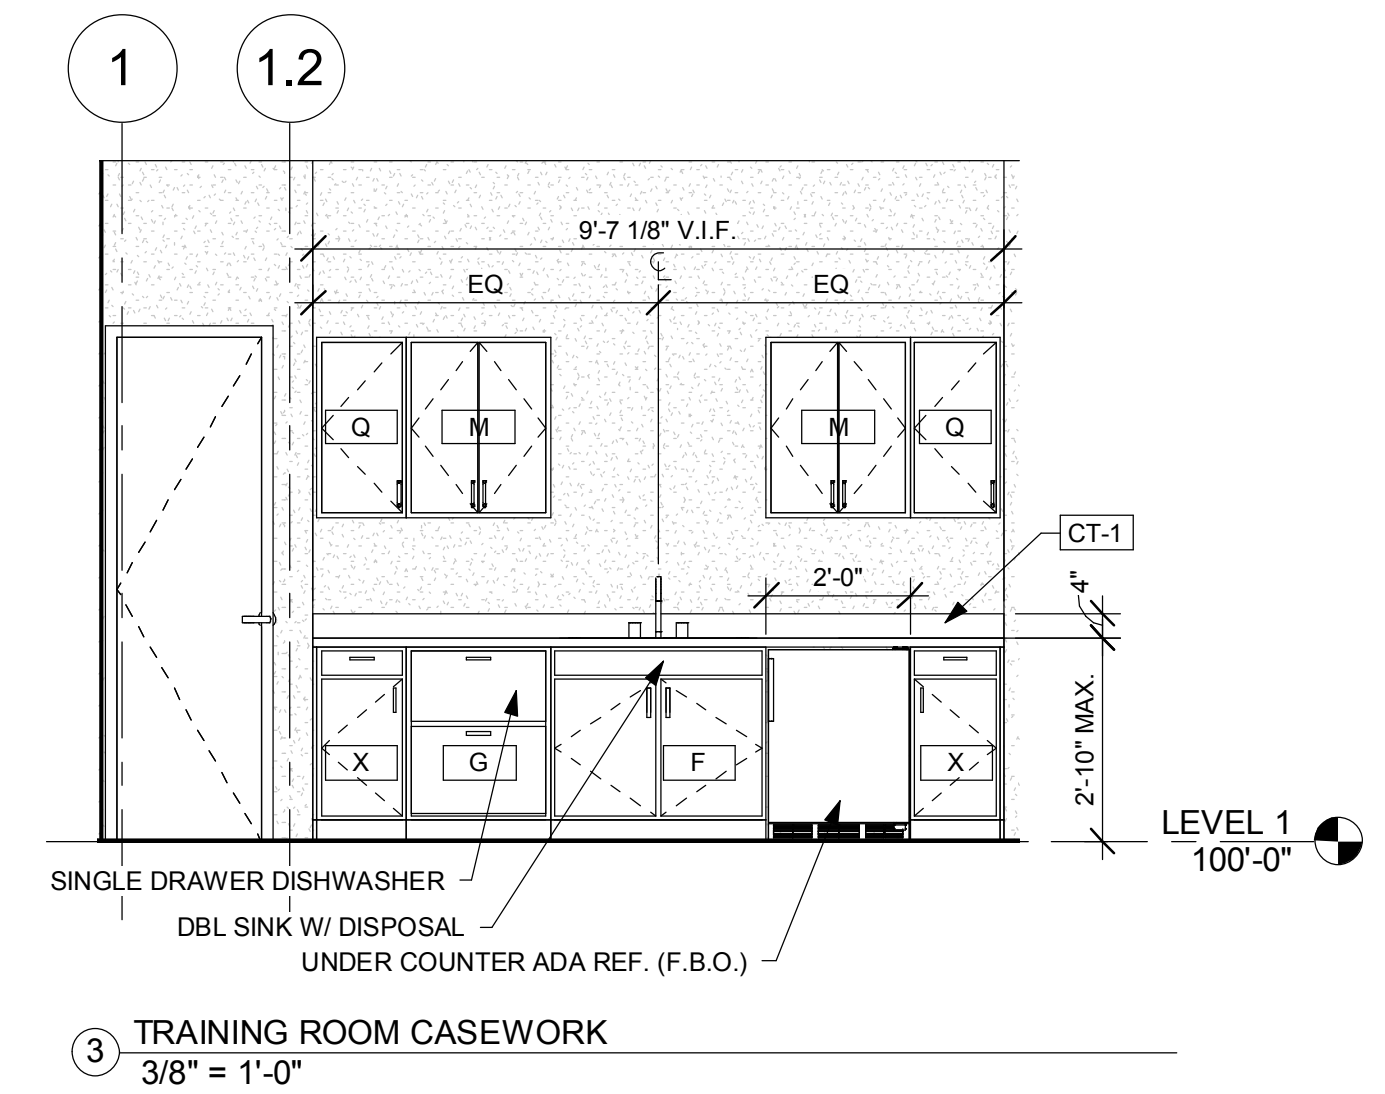 1
1.2
9'-7 1/8" V.I.F.
CL
EQ
EQ
Q
M
M
Q
CT-1
2'-0"
4"
2'-10" MAX.
X
G
F
X
LEVEL 1
100'-0"
SINGLE DRAWER DISHWASHER
DBL SINK W/ DISPOSAL
UNDER COUNTER ADA REF. (F.B.O.)
3
TRAINING ROOM CASEWORK
3/8" = 1'-0"